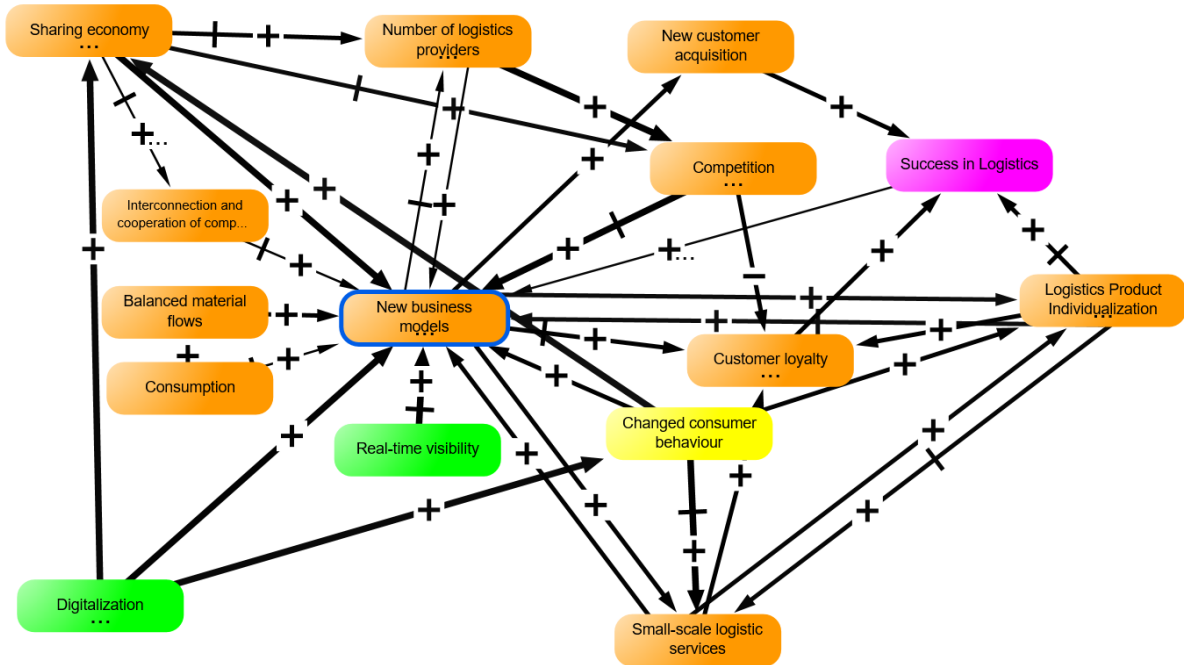 Sharing economy
...
Number of logistics
providers
...
New customer
acquisition
Competition
...
Success in Logistics
+...
Interconnection and
cooperation of comp...
+...
Balanced material
flows
New business
models
...
Logistics Product
Individualization
...
Consumption
Customer loyalty
...
Changed consumer
behaviour
Real-time visibility
Digitalization
...
Small-scale logistic
services